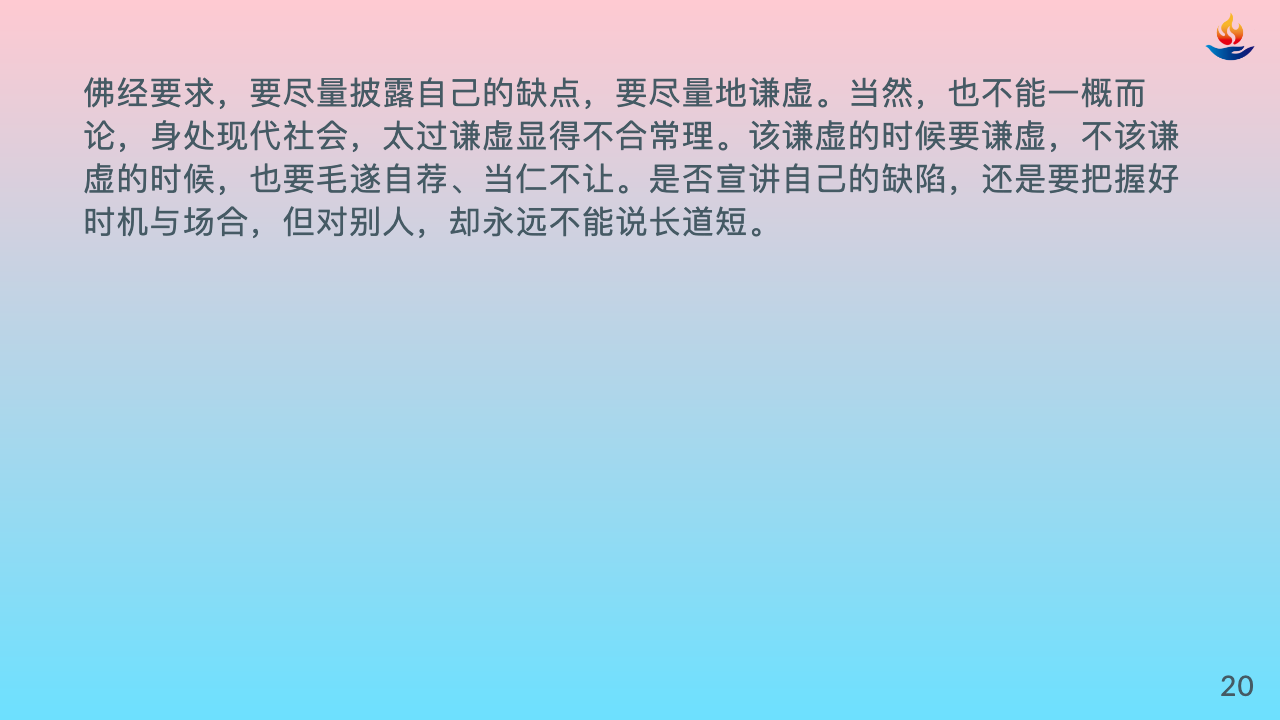 佛经要求，要尽量披露自己的缺点，要尽量地谦虚。当然，也不能一概而
论，身处现代社会，太过谦虚显得不合常理。该谦虚的时候要谦虚，不该谦
虚的时候，也要毛遂自荐、当仁不让。是否宣讲自己的缺陷，还是要把握好
时机与场合，但对别人，却永远不能说长道短。
20